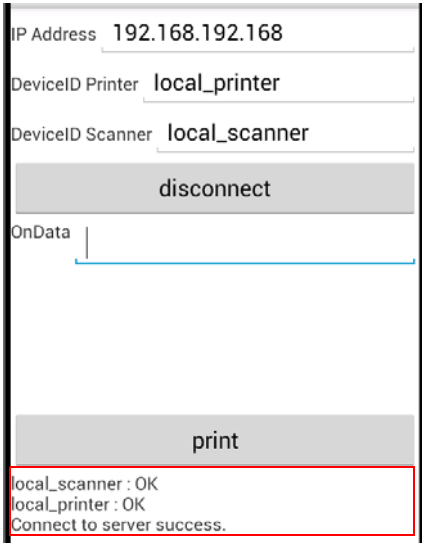 IP Address 192.168.192.168
DeviceID Printer local_printer
DeviceID Scanner local_scanner
disconnect
OnData
print
local_scanner : OK
local_printer : OK
Connect to server success.